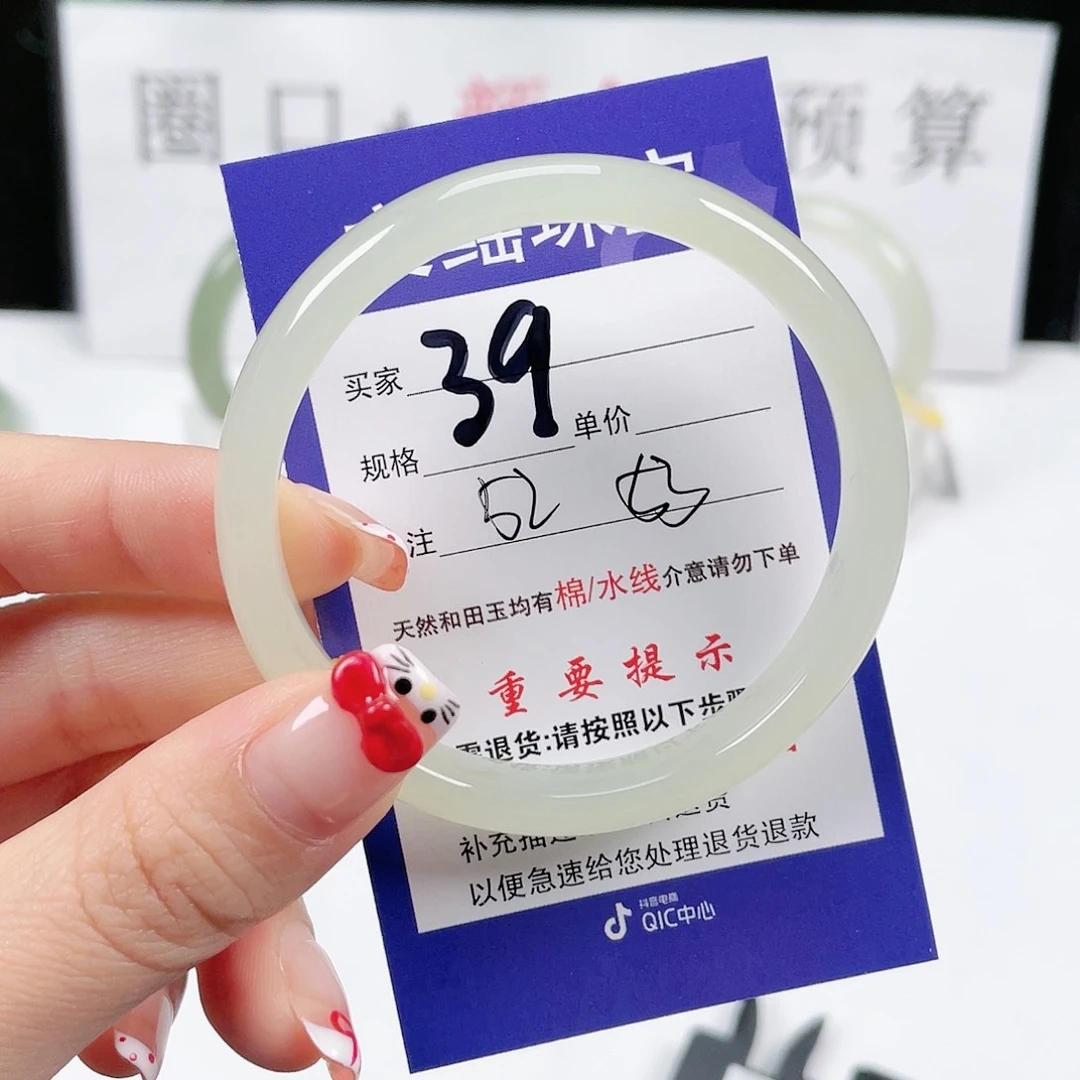 圈口
预算
买家 39
规格 单价
注 52
天然和田玉均有棉/水线介意请勿下单
重要提示
退货:请按照以下步骤
补充描述
以便急速给您处理退货退款
抖音电商
QIC中心